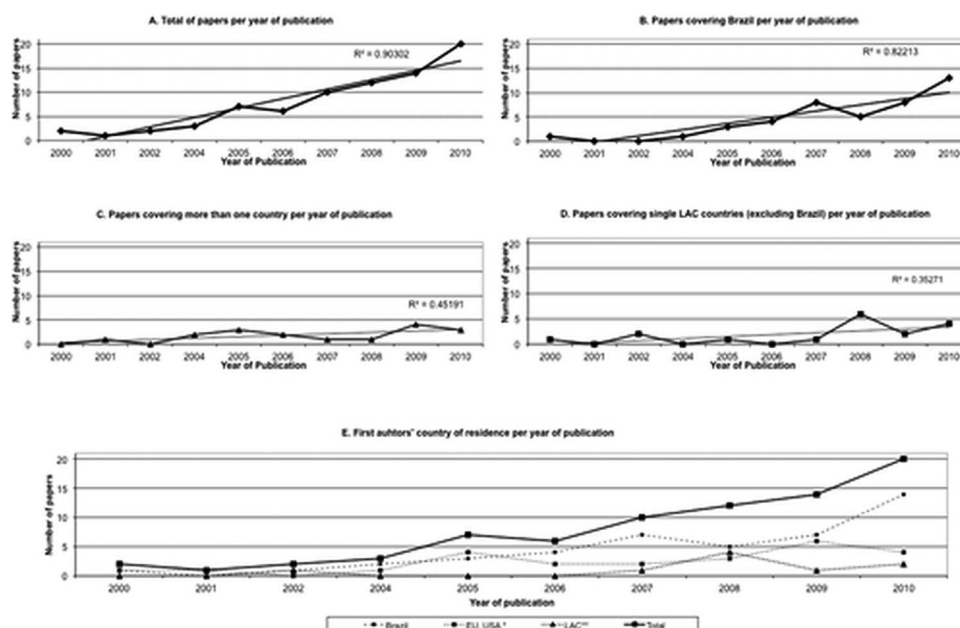 A. Total of papers per year of publication
Number of papers
20
15
10
5
0
R² = 0.90302
2000 2001 2002 2004 2005 2006 2007 2008 2009 2010
Year of Publication
B. Papers covering Brazil per year of publication
Number of papers
20
15
10
5
0
R² = 0.82213
2000 2001 2002 2004 2005 2006 2007 2008 2009 2010
Year of Publication
C. Papers covering more than one country per year of publication
Number of papers
20
15
10
5
0
R² = 0.45191
2000 2001 2002 2004 2005 2006 2007 2008 2009 2010
Year of Publication
D. Papers covering single LAC countries (excluding Brazil) per year of publication
Number of papers
20
15
10
5
0
R² = 0.35271
2000 2001 2002 2004 2005 2006 2007 2008 2009 2010
Year of Publication
E. First auhtors' country of residence per year of publication
Number of papers
20
15
10
5
0
2000 2001 2002 2004 2005 2006 2007 2008 2009 2010
Year of publication
Brazil EU, USA * LAC** Total